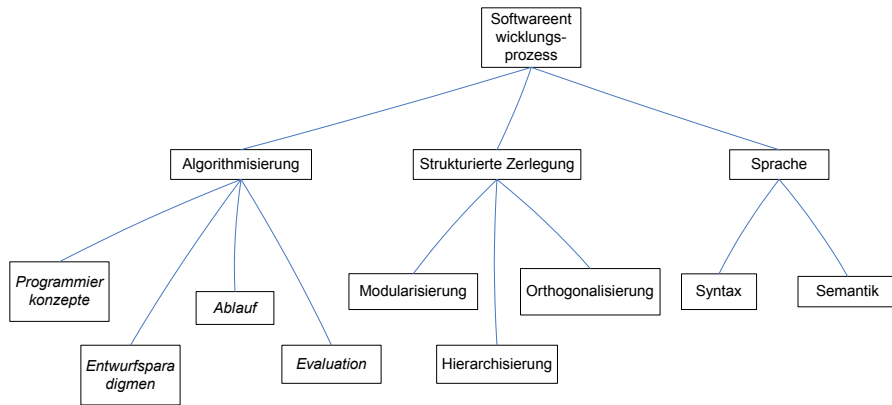 Softwareent
wicklungs-
prozess
Algorithmisierung
Strukturierte Zerlegung
Sprache
Programmier
konzepte
Ablauf
Entwurfspara
digmen
Evaluation
Modularisierung
Orthogonalisierung
Hierarchisierung
Syntax
Semantik